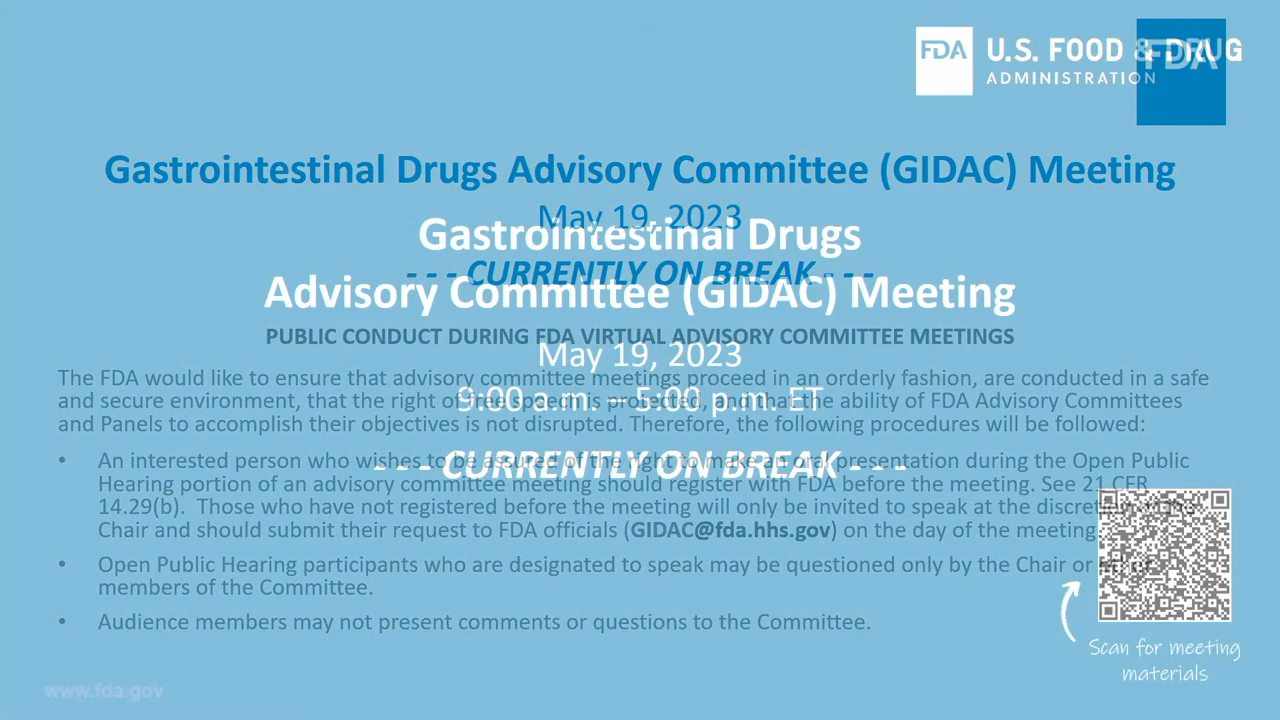 FDA U.S. FOOD & DRUG
ADMINISTRATION
FDA
Gastrointestinal Drugs Advisory Committee (GIDAC) Meeting
May 19, 2023
- - - CURRENTLY ON BREAK - - -
Gastrointestinal Drugs
Advisory Committee (GIDAC) Meeting
May 19, 2023
9:00 a.m. – 5:00 p.m. ET
- - - CURRENTLY ON BREAK - - -
PUBLIC CONDUCT DURING FDA VIRTUAL ADVISORY COMMITTEE MEETINGS
The FDA would like to ensure that advisory committee meetings proceed in an orderly fashion, are conducted in a safe
and secure environment, that the right of free speech is protected, and that the ability of FDA Advisory Committees
and Panels to accomplish their objectives is not disrupted. Therefore, the following procedures will be followed:
• An interested person who wishes to be assured of the right to make an oral presentation during the Open Public
Hearing portion of an advisory committee meeting should register with FDA before the meeting. See 21 CFR
14.29(b). Those who have not registered before the meeting will only be invited to speak at the discretion of the
Chair and should submit their request to FDA officials (GIDAC@fda.hhs.gov) on the day of the meeting
• Open Public Hearing participants who are designated to speak may be questioned only by the Chair or
members of the Committee.
• Audience members may not present comments or questions to the Committee.
Scan for meeting
materials
www.fda.gov